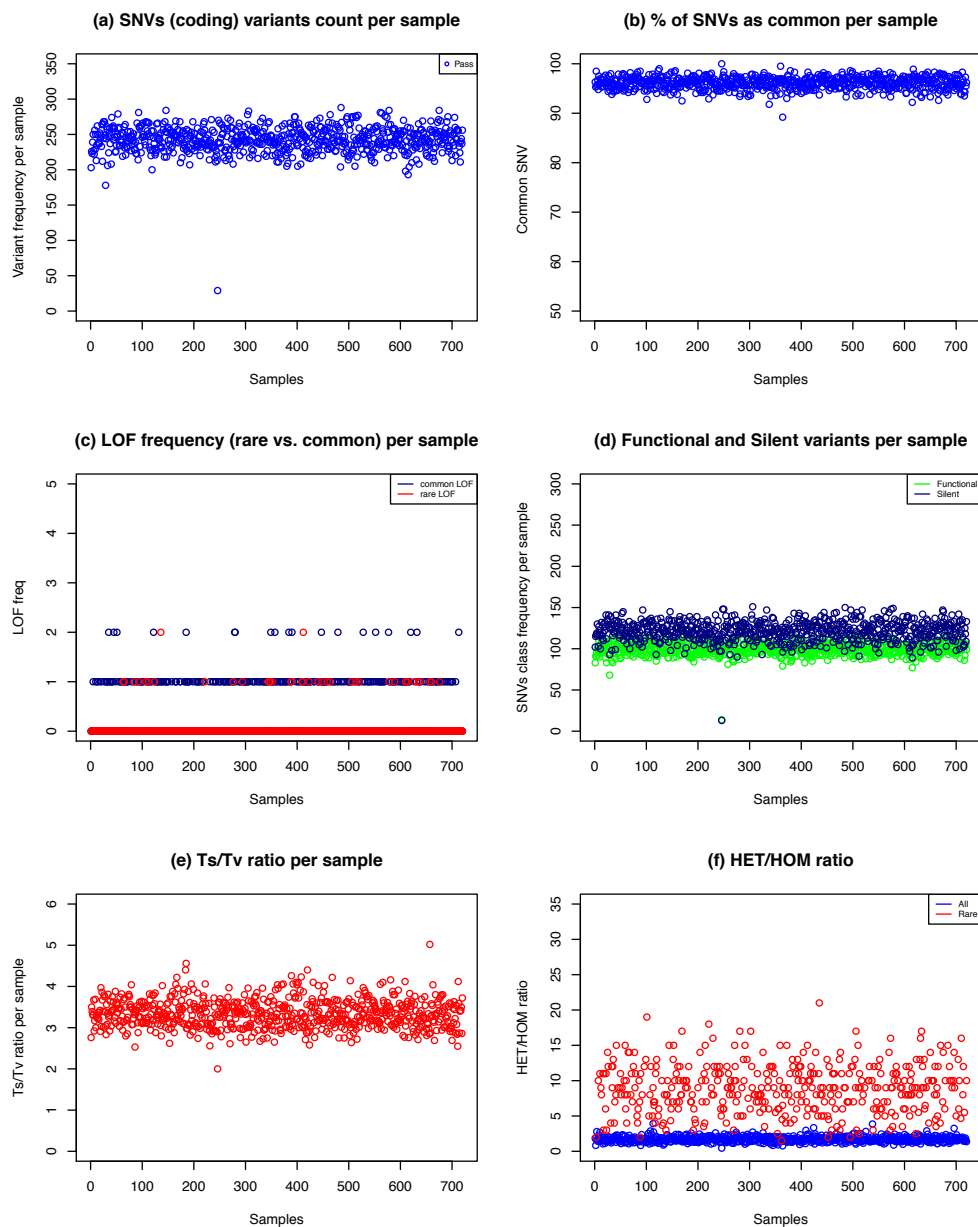 (a) SNVs (coding) variants count per sample
Variant frequency per sample
0 50 100 150 200 250 300 350
Pass
0 100 200 300 400 500 600 700
Samples
(b) % of SNVs as common per sample
Common SNV
50 60 70 80 90 100
0 100 200 300 400 500 600 700
Samples
(c) LOF frequency (rare vs. common) per sample
LOF freq
0 1 2 3 4 5
common LOF
rare LOF
0 100 200 300 400 500 600 700
Samples
(d) Functional and Silent variants per sample
SNVs class frequency per sample
0 50 100 150 200 250 300
Functional
Silent
0 100 200 300 400 500 600 700
Samples
(e) Ts/Tv ratio per sample
Ts/Tv ratio per sample
0 1 2 3 4 5 6
0 100 200 300 400 500 600 700
Samples
(f) HET/HOM ratio
HET/HOM ratio
0 5 10 15 20 25 30 35
All
Rare
0 100 200 300 400 500 600 700
Samples